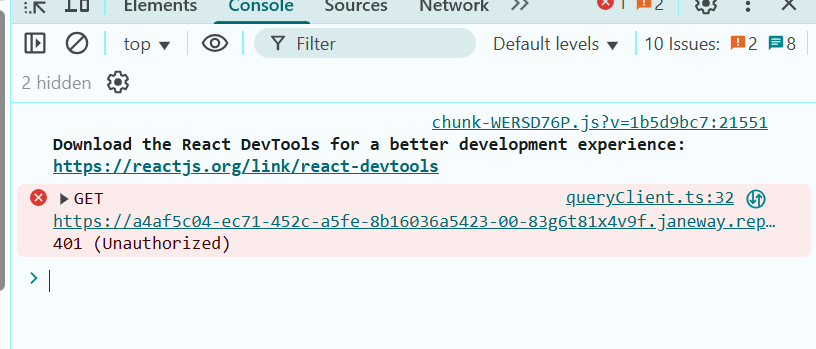 Elements Console Sources Network 1 2
top Filter Default levels 10 Issues: 2 8
2 hidden
chunk-WERSD76P.js?v=1b5d9bc7:21551
Download the React DevTools for a better development experience:
https://reactjs.org/link/react-devtools
GET queryClient.ts:32
https://a4af5c04-ec71-452c-a5fe-8b16036a5423-00-83g6t81x4v9f.janeway.rep…
401 (Unauthorized)